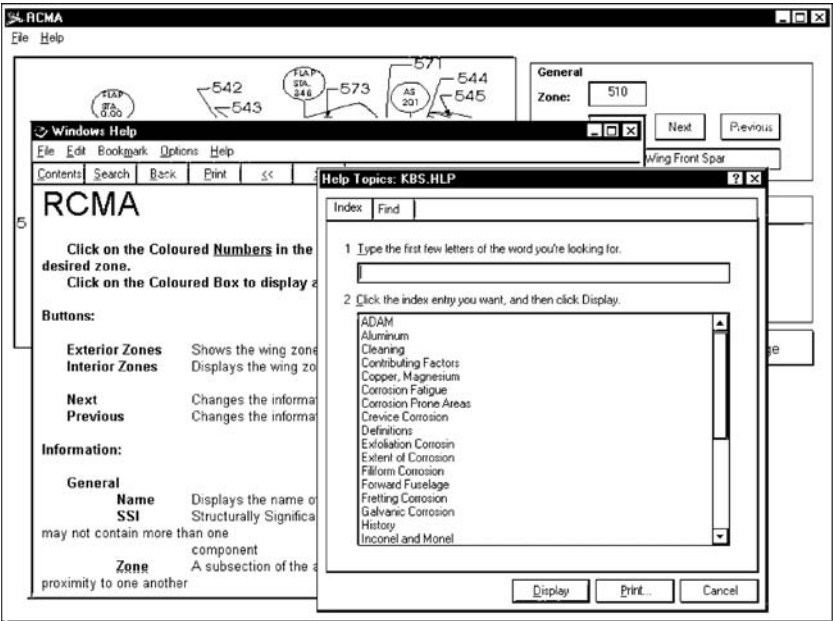 RCMA
File Help
571
542
543
FLAP
STA.
0.00
FLAP
STA.
346
573
AS
201
544
545
General
Zone: 510
Next Previous
Wing Front Spar
5
ge
Windows Help
File Edit Bookmark Options Help
Contents Search Back Print <<
RCMA
Click on the Coloured Numbers in the
desired zone.
Click on the Coloured Box to display a
Buttons:
Exterior Zones Shows the wing zone
Interior Zones Displays the wing zo
Next Changes the informa
Previous Changes the informa
Information:
General
Name Displays the name o
SSI Structurally Significa
may not contain more than one
component
Zone A subsection of the a
proximity to one another
Help Topics: KBS.HLP
Index Find
1 Type the first few letters of the word you're looking for.
2 Click the index entry you want, and then click Display.
ADAM
Aluminum
Cleaning
Contributing Factors
Copper, Magnesium
Corrosion Fatigue
Corrosion Prone Areas
Crevice Corrosion
Definitions
Exfoliation Corrosin
Extent of Corrosion
Filiform Corrosion
Forward Fuselage
Fretting Corrosion
Galvanic Corrosion
History
Inconel and Monel
Display Print... Cancel